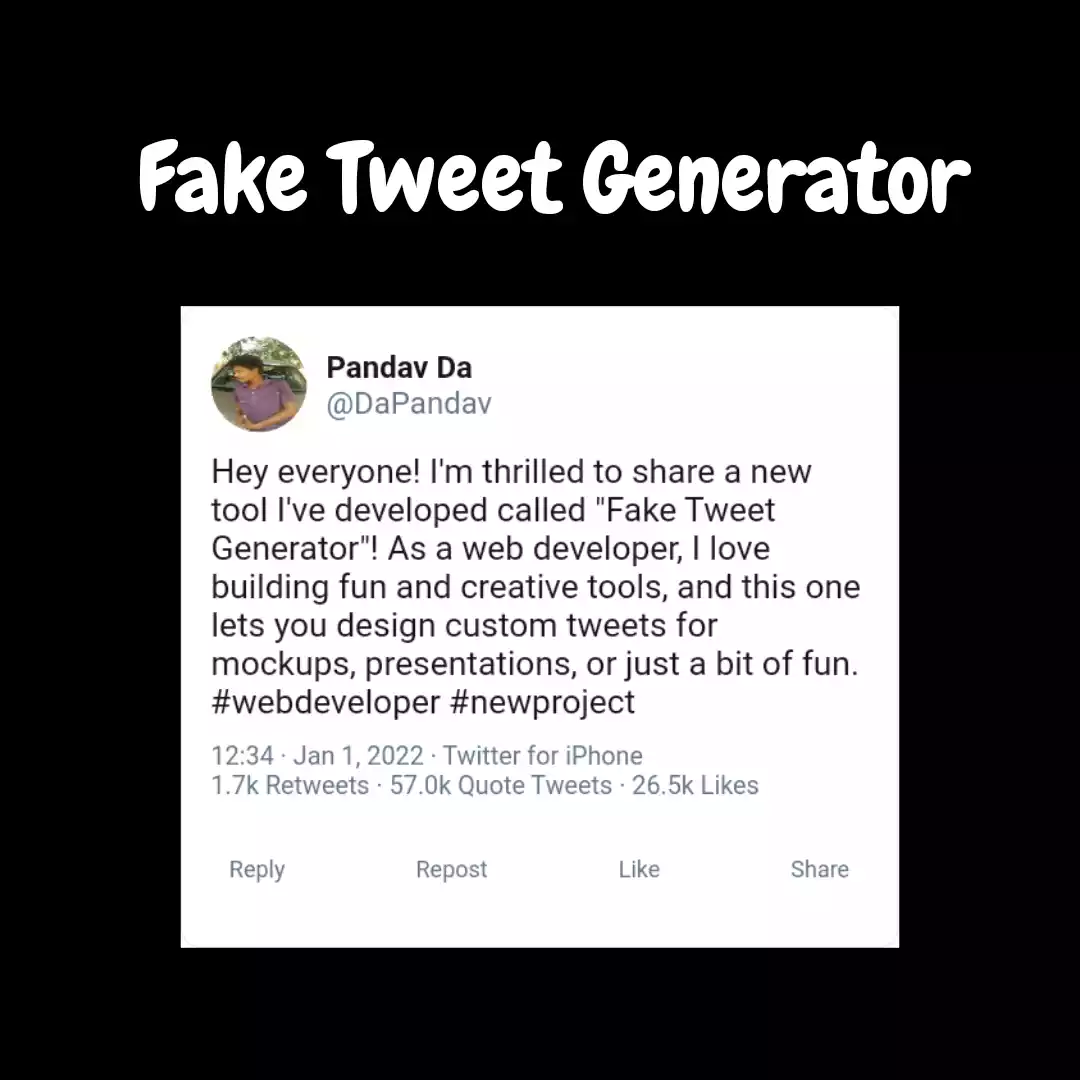 Fake Tweet Generator
Pandav Da
@DaPandav
Hey everyone! I'm thrilled to share a new
tool I've developed called "Fake Tweet
Generator"! As a web developer, I love
building fun and creative tools, and this one
lets you design custom tweets for
mockups, presentations, or just a bit of fun.
#webdeveloper #newproject
12:34 · Jan 1, 2022 · Twitter for iPhone
1.7k Retweets · 57.0k Quote Tweets · 26.5k Likes
Reply Repost Like Share